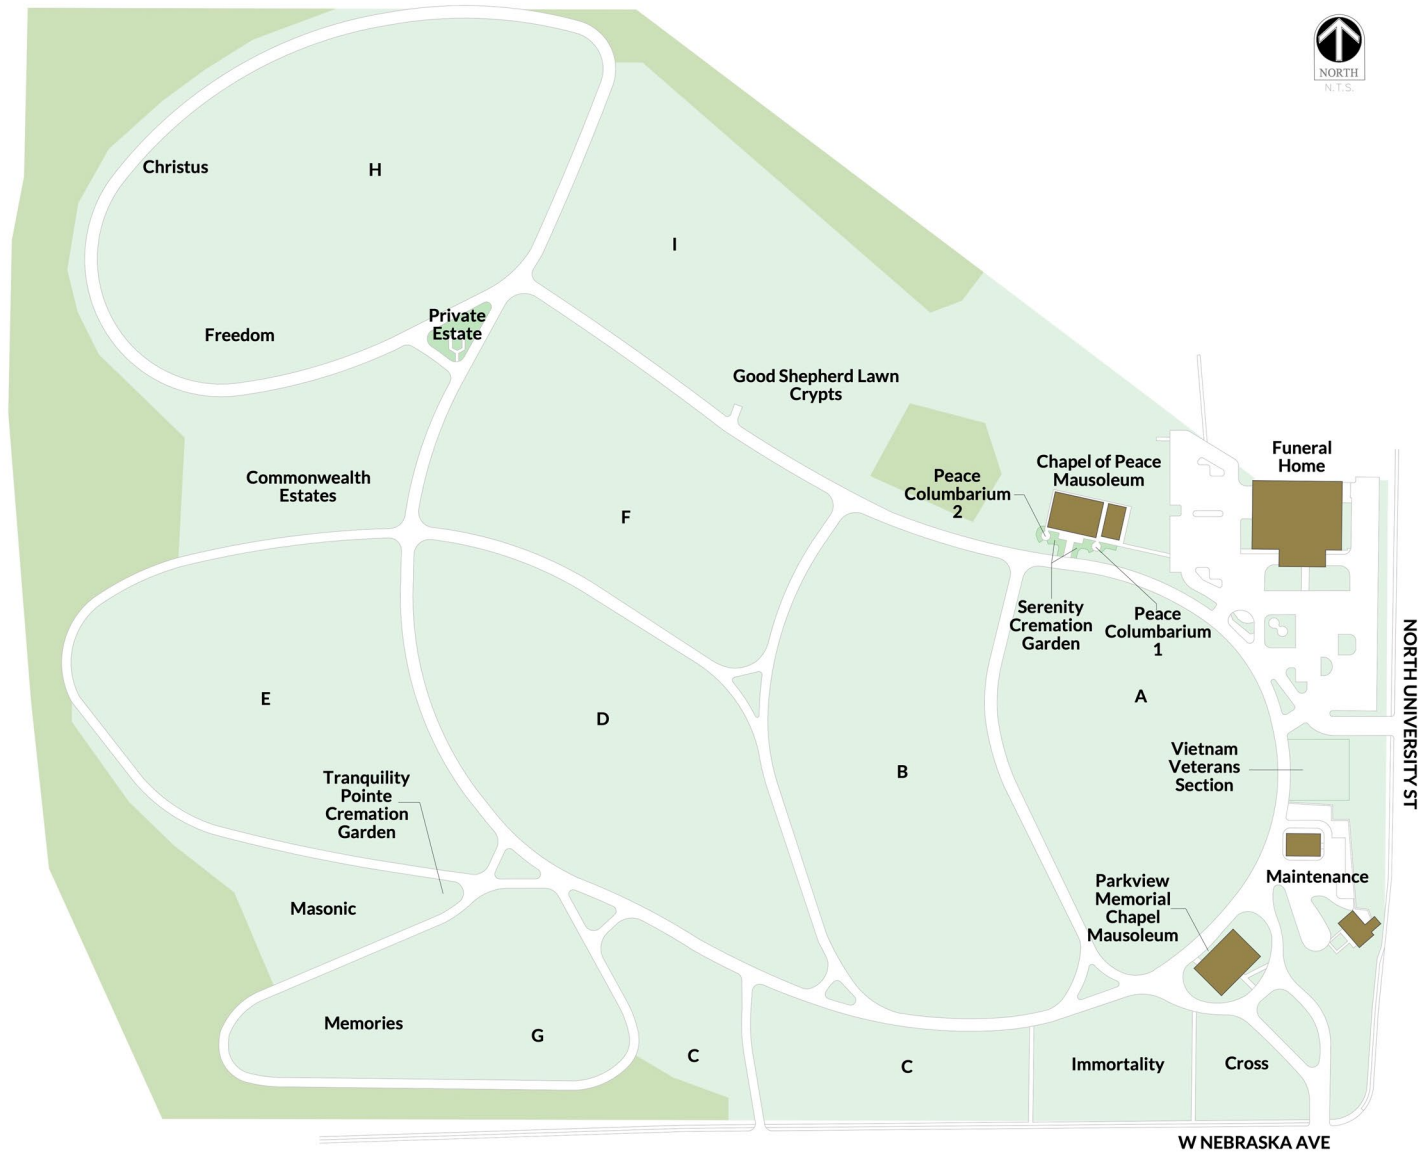 NORTH
N.T.S.
Christus
H
I
Freedom
Private
Estate
Good Shepherd Lawn
Crypts
Funeral
Home
Commonwealth
Estates
Chapel of Peace
Mausoleum
Peace
Columbarium
2
F
Serenity
Cremation
Garden
Peace
Columbarium
1
NORTH UNIVERSITY ST
E
D
A
B
Vietnam
Veterans
Section
Tranquility
Pointe
Cremation
Garden
Maintenance
Parkview
Memorial
Chapel
Mausoleum
Masonic
Memories
G
C
C
Immortality
Cross
W NEBRASKA AVE